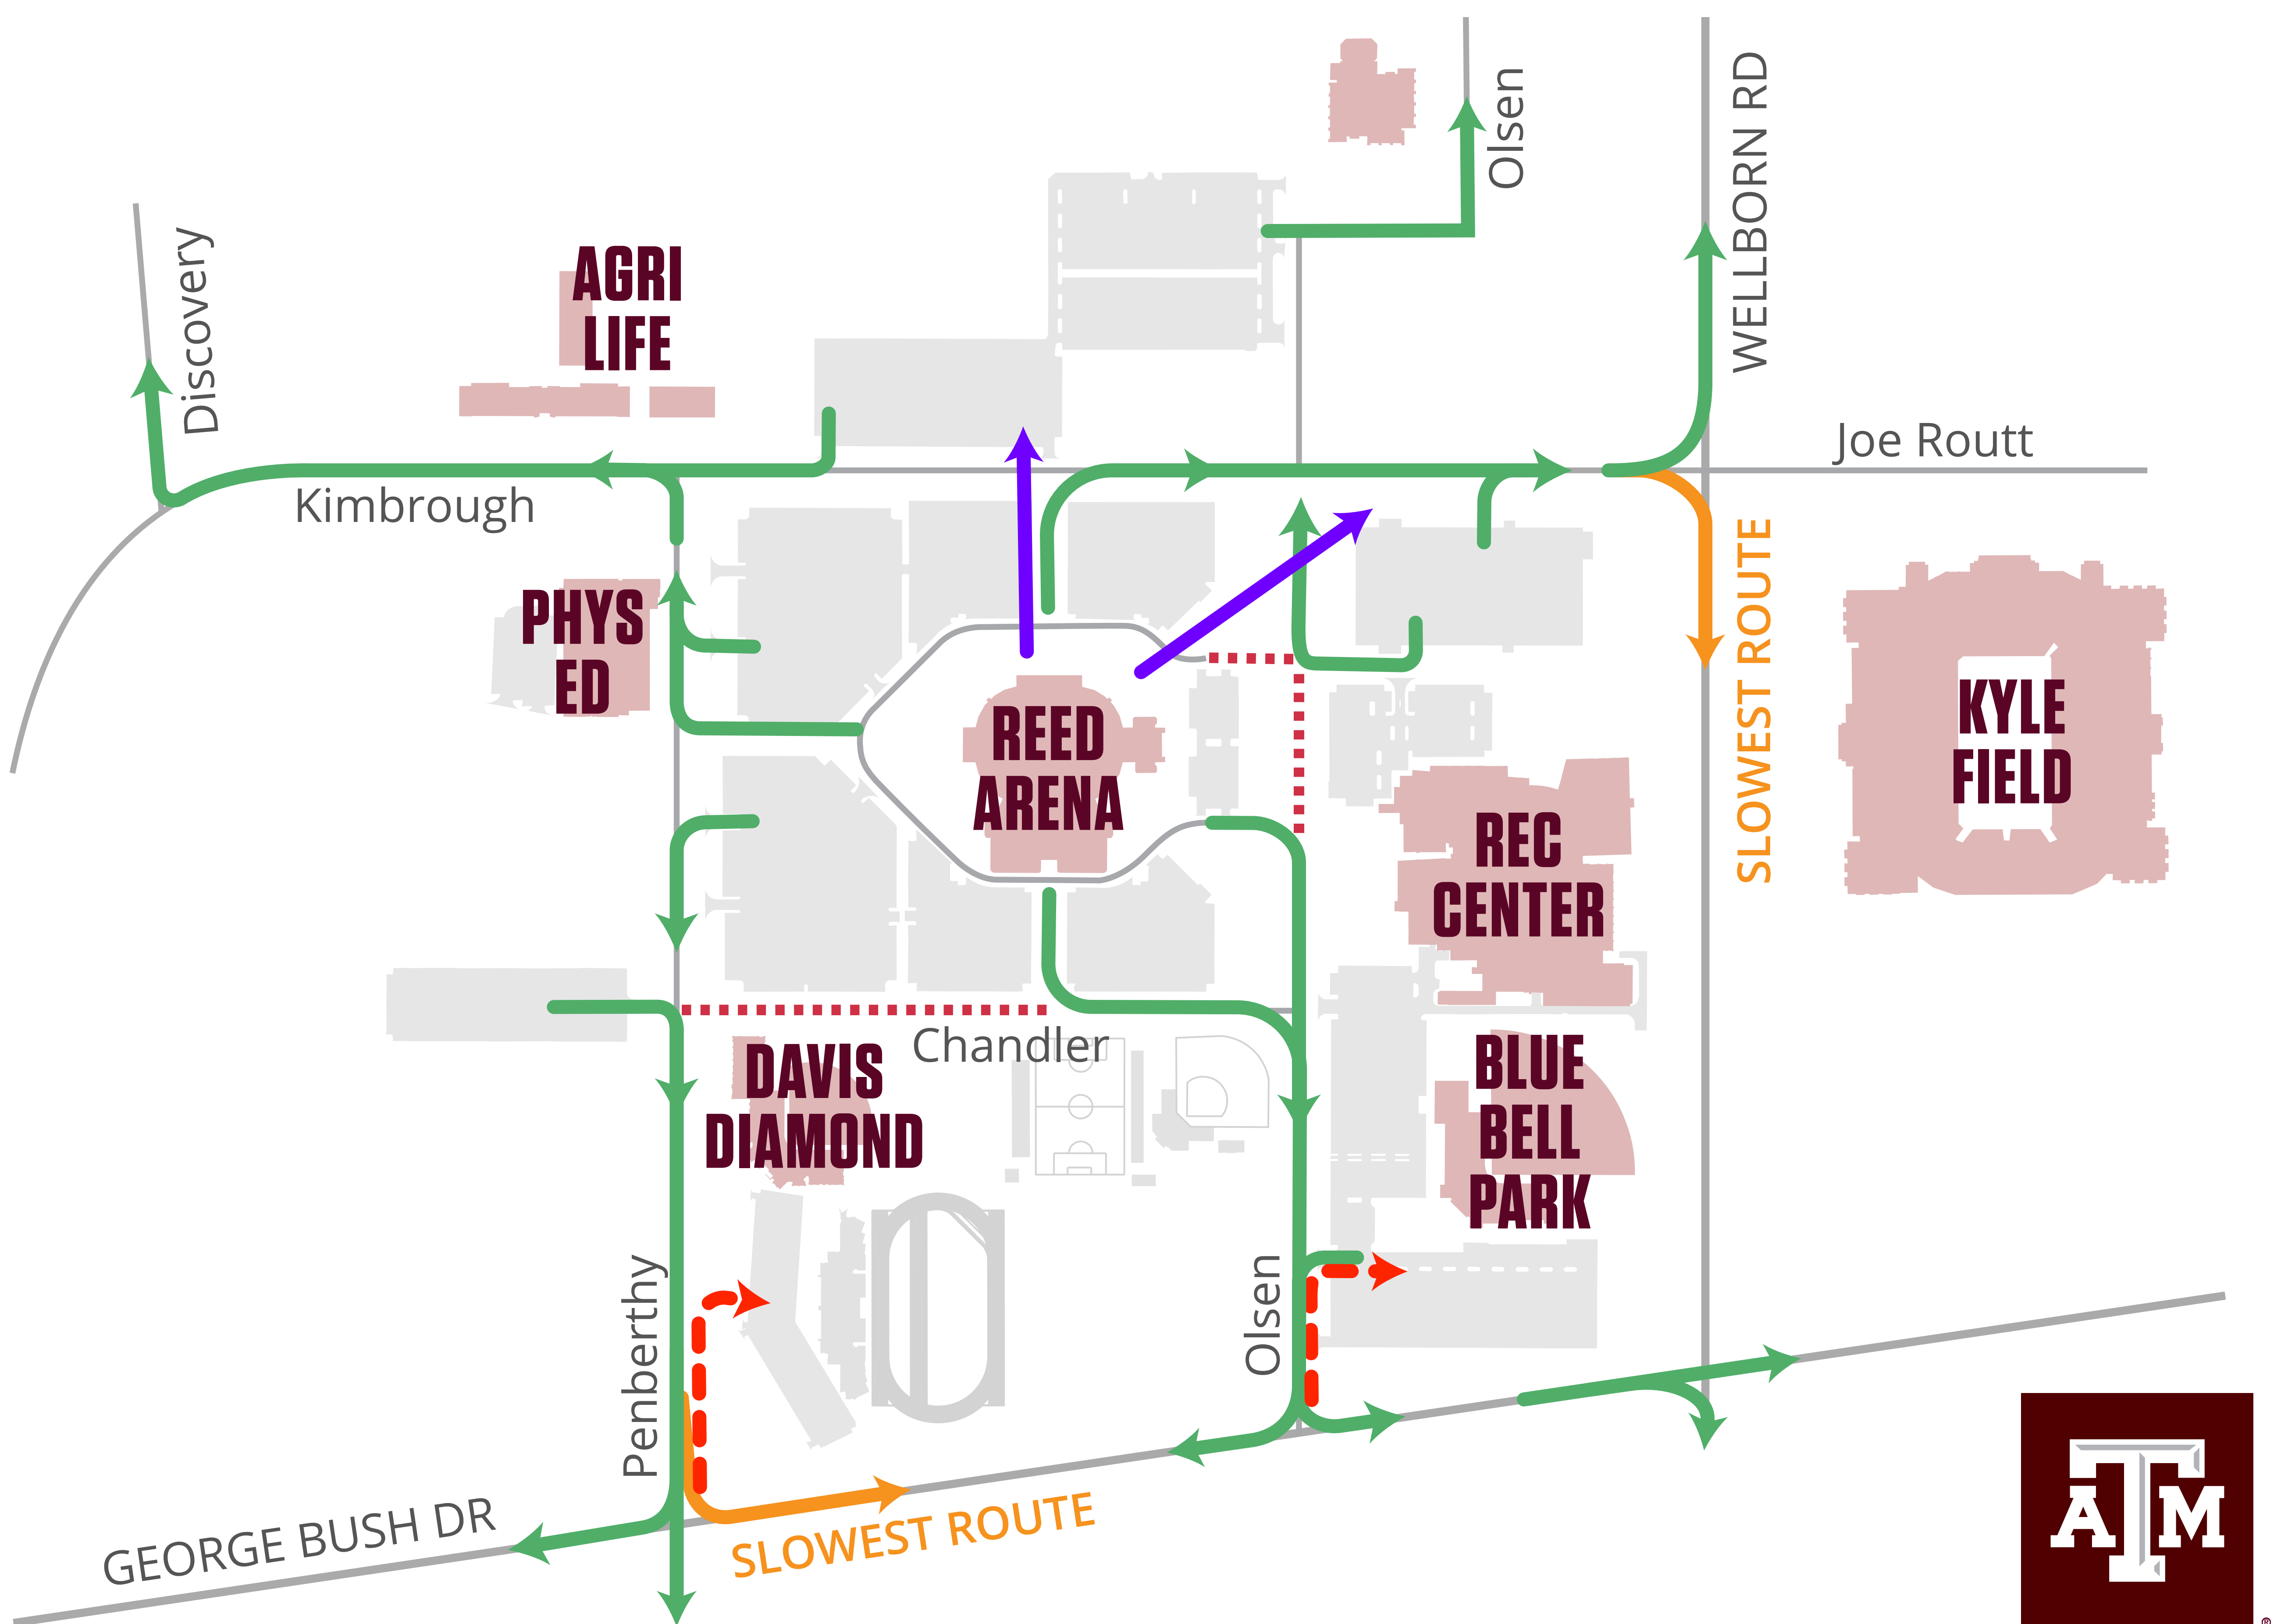 Olsen
WELLBORN RD
Discovery
AGRI
LIFE
Joe Routt
Kimbrough
SLOWEST ROUTE
PHYS
ED
REED
ARENA
KYLE
FIELD
REC
CENTER
Chandler
DAVIS
DIAMOND
BLUE
BELL
PARK
Penberthy
Olsen
GEORGE BUSH DR
SLOWEST ROUTE
ATM
®